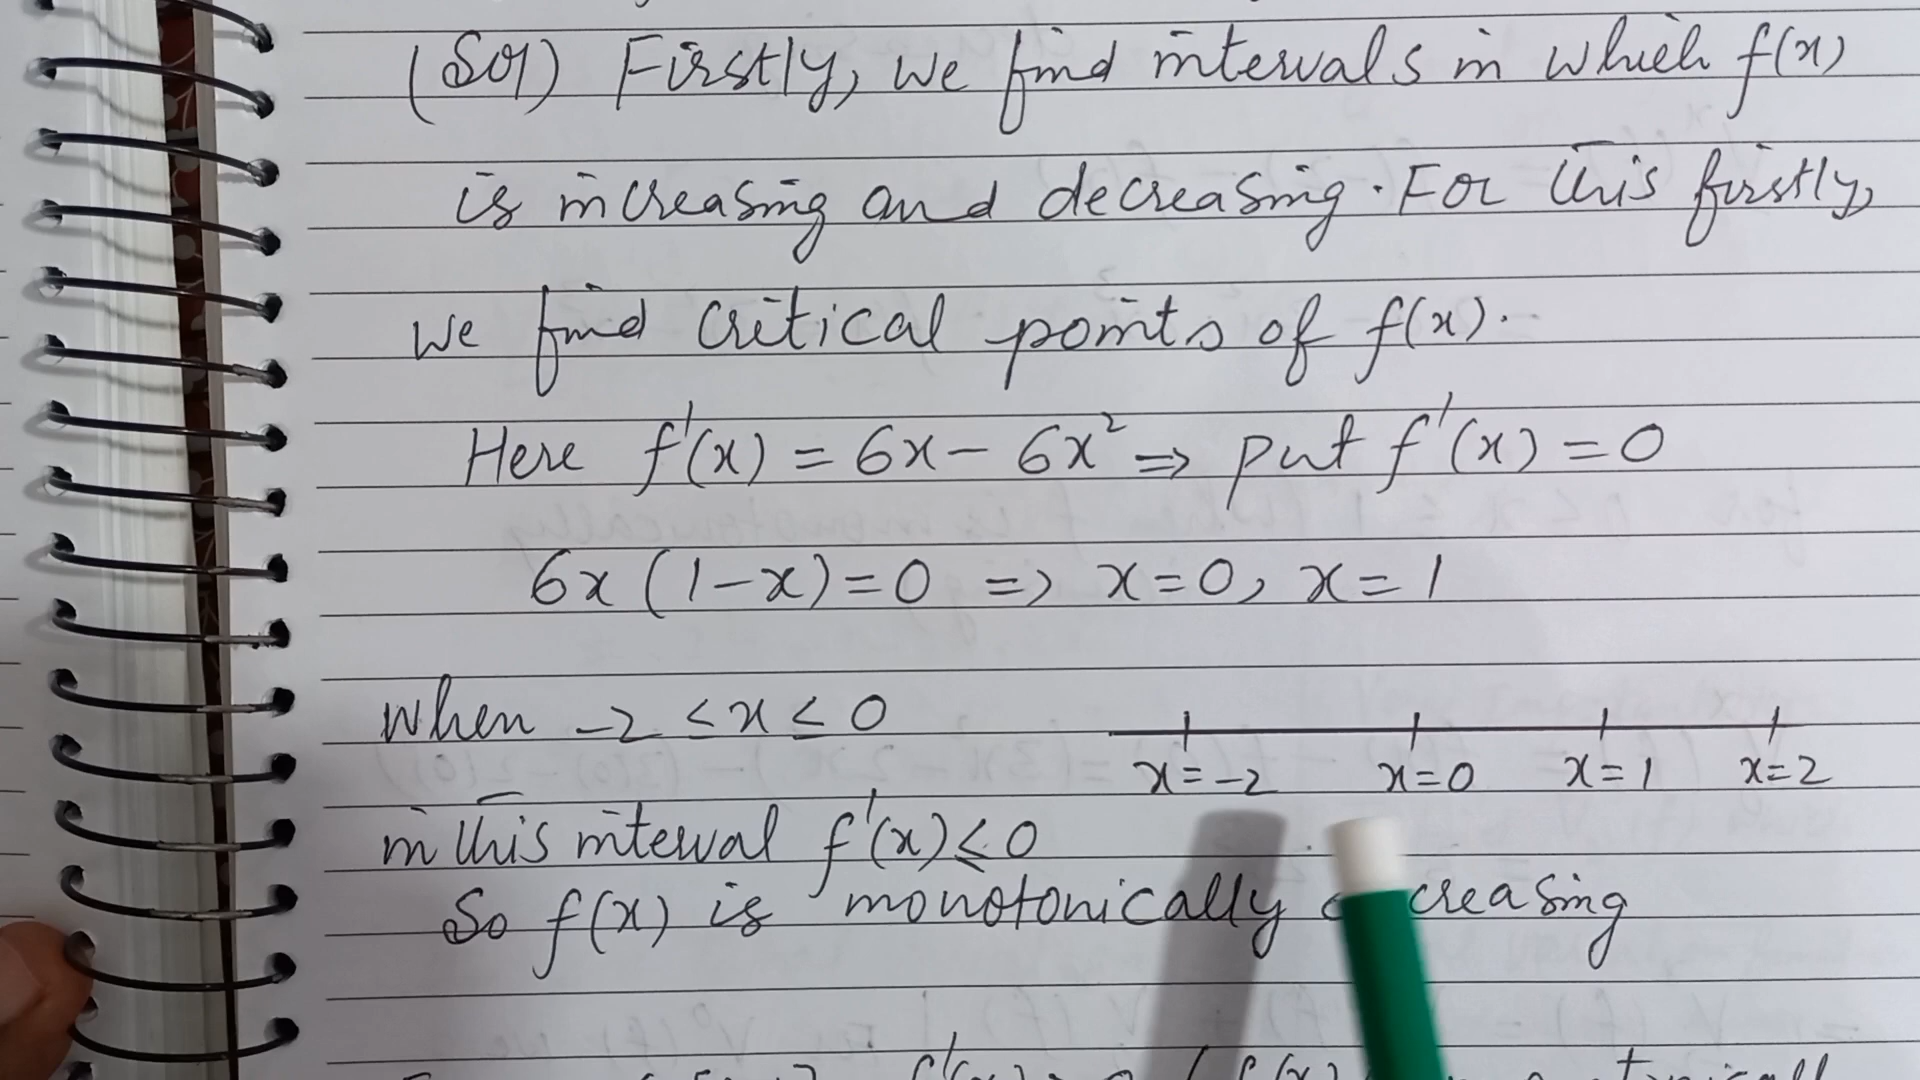 (Sol) Firstly, we find intervals in which f(x)
is increasing and decreasing. For this firstly,
we find critical points of f(x).
Here f'(x) = 6x - 6x² => put f'(x) = 0
6x (1-x) = 0 => x=0, x=1
when -2 ≤ x ≤ 0
x=-2 x=0 x=1 x=2
in this interval f'(x) ≤ 0
So f(x) is monotonically